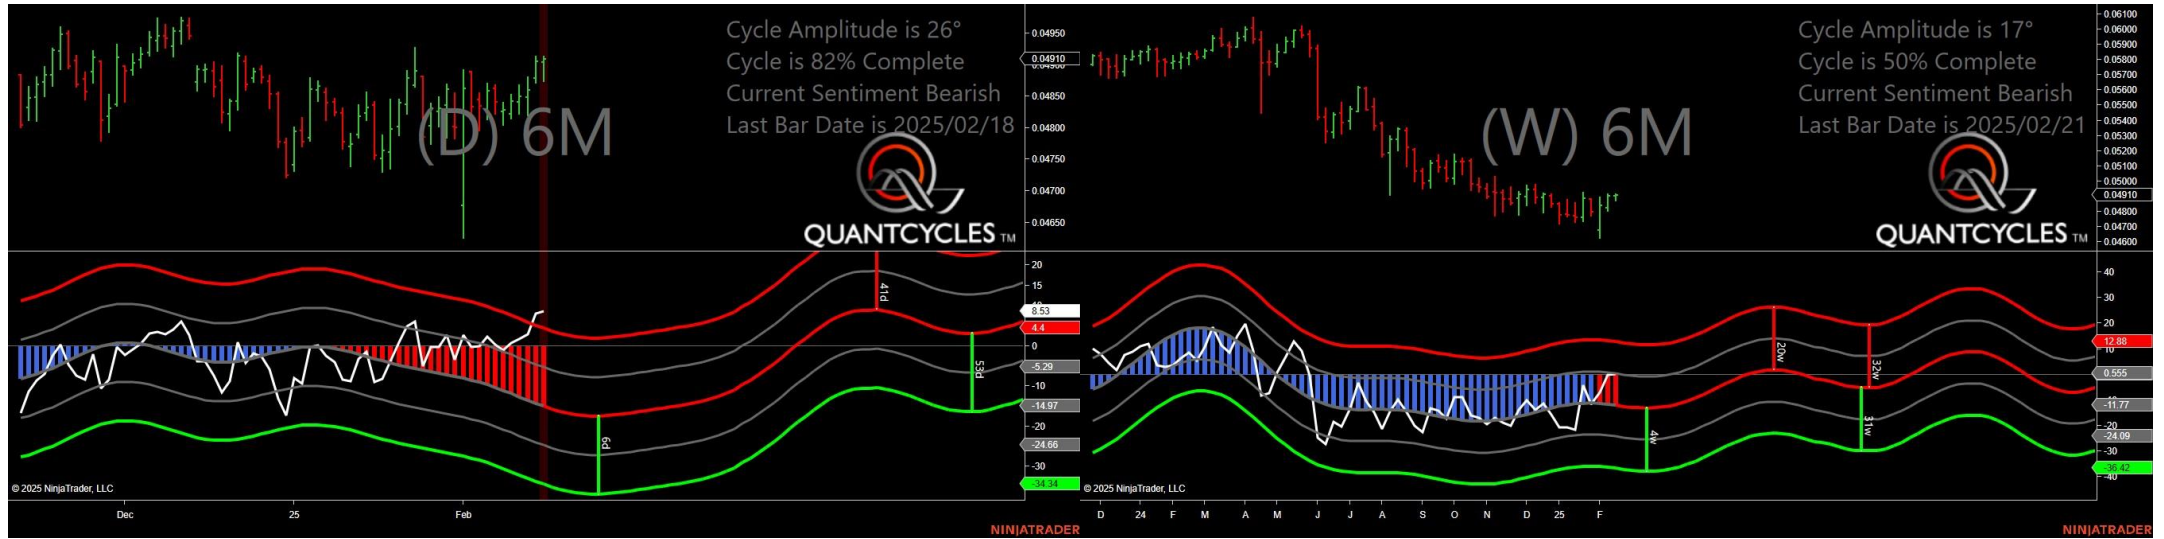 Cycle Amplitude is 26°
Cycle is 82% Complete
Current Sentiment Bearish
Last Bar Date is 2025/02/18
(D) 6M
QUANTCYCLES TM
0.04950
0.04910
0.04900
0.04850
0.04800
0.04750
0.04700
0.04650
20
15
8.53
4.4
0
-5.29
-10
-14.97
-20
-24.66
-30
-34.34
41d
53d
6d
© 2025 NinjaTrader, LLC
Dec
25
Feb
NINJATRADER
Cycle Amplitude is 17°
Cycle is 50% Complete
Current Sentiment Bearish
Last Bar Date is 2025/02/21
(W) 6M
QUANTCYCLES TM
0.06100
0.06000
0.05900
0.05800
0.05700
0.05600
0.05500
0.05400
0.05300
0.05200
0.05100
0.05000
0.04910
0.04800
0.04700
0.04600
40
30
20
12.88
10
0.555
-11.77
-20
-24.09
-30
-36.42
-40
20w
32w
31w
4w
© 2025 NinjaTrader, LLC
D 24 F M A M J J A S O N D 25 F
NINJATRADER